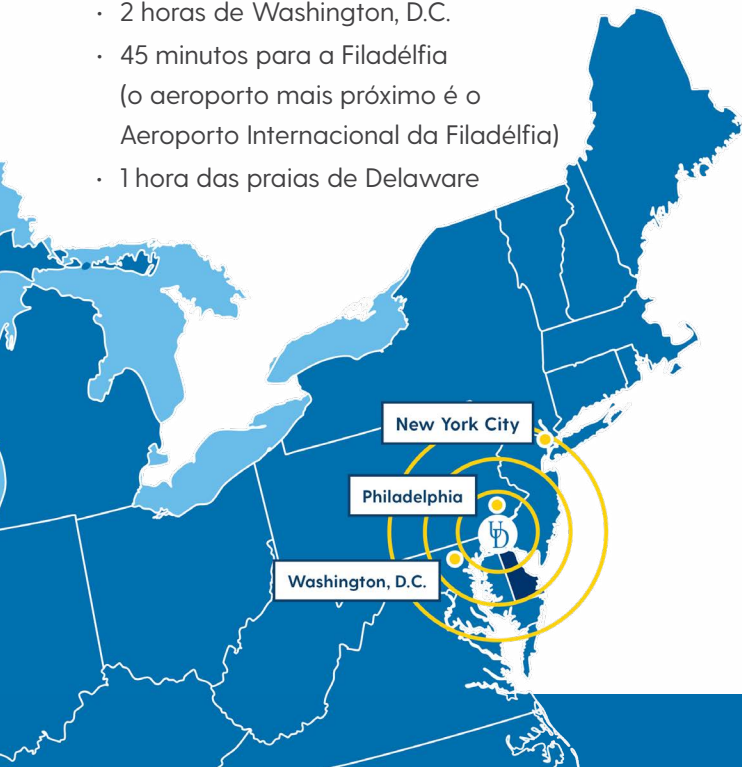 · 2 horas de Washington, D.C.
· 45 minutos para a Filadélfia
(o aeroporto mais próximo é o
Aeroporto Internacional da Filadélfia)
· 1 hora das praias de Delaware
New York City
Philadelphia
UD
Washington, D.C.